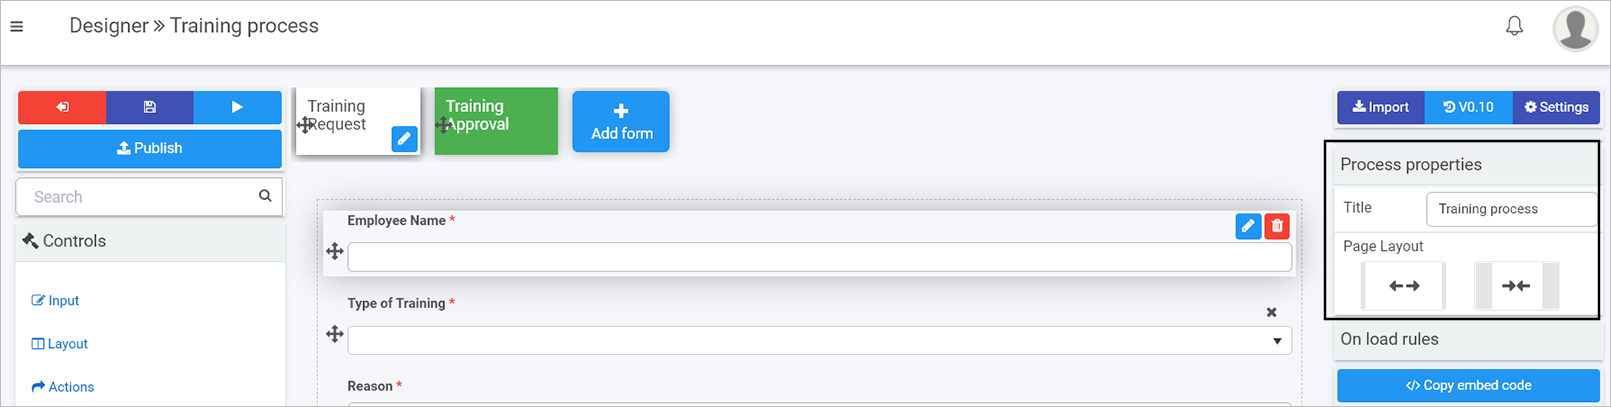 Designer » Training process
Publish
Search
Controls
Input
Layout
Actions
Training
Request
Training
Approval
Add form
Employee Name *
Type of Training *
Reason *
Import
V0.10
Settings
Process properties
Title
Training process
Page Layout
On load rules
</> Copy embed code